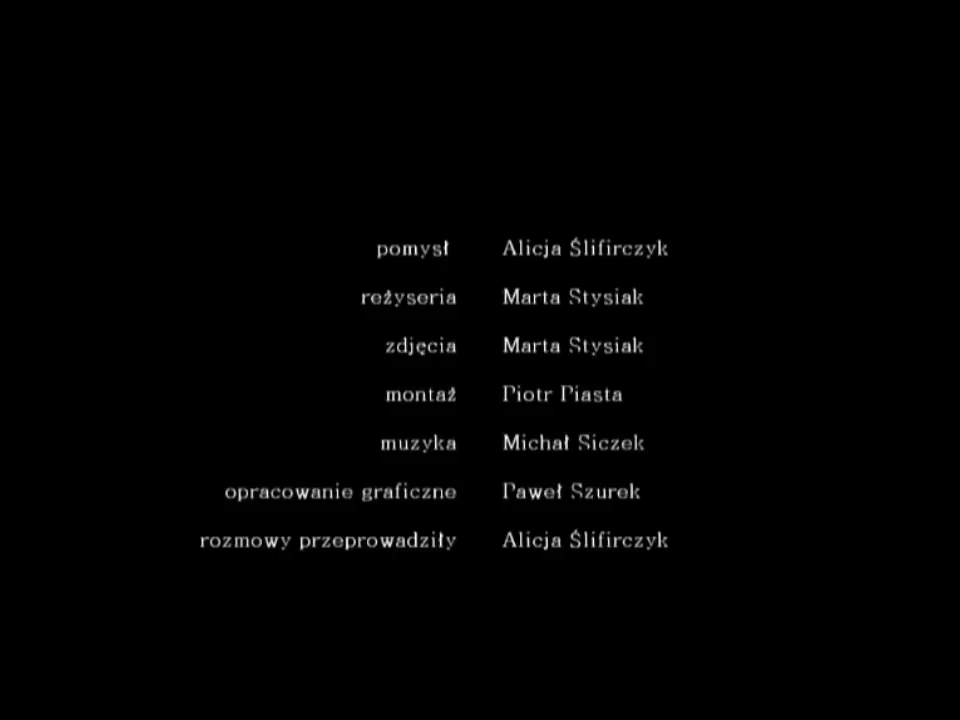 pomysł Alicja Ślifirczyk
reżyseria Marta Stysiak
zdjęcia Marta Stysiak
montaż Piotr Piasta
muzyka Michał Siczek
opracowanie graficzne Paweł Szurek
rozmowy przeprowadziły Alicja Ślifirczyk